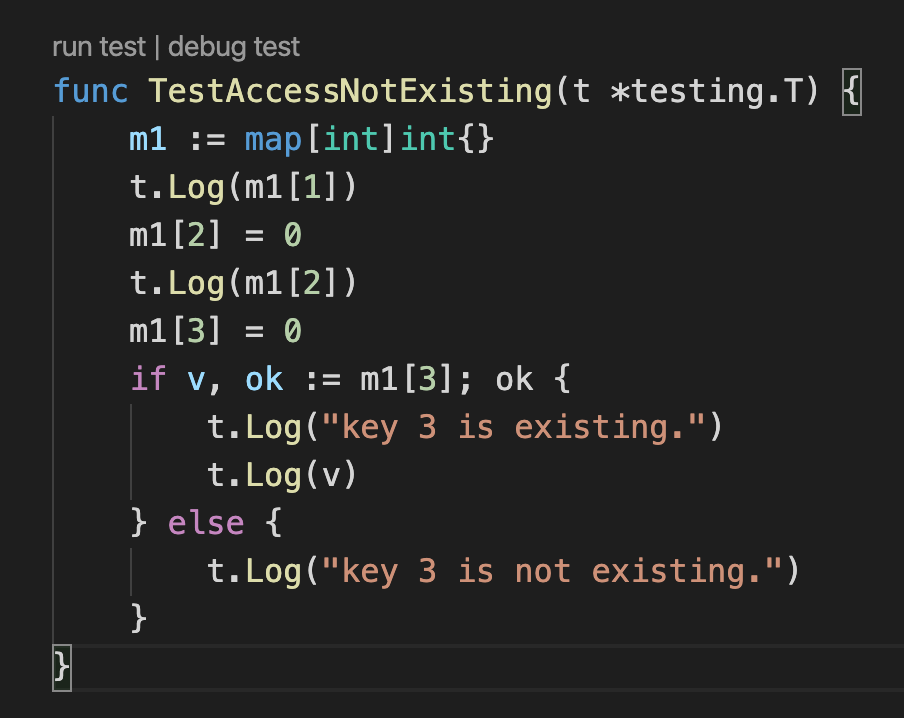 run test | debug test
func TestAccessNotExisting(t *testing.T) {
    m1 := map[int]int{}
    t.Log(m1[1])
    m1[2] = 0
    t.Log(m1[2])
    m1[3] = 0
    if v, ok := m1[3]; ok {
        t.Log("key 3 is existing.")
        t.Log(v)
    } else {
        t.Log("key 3 is not existing.")
    }
}